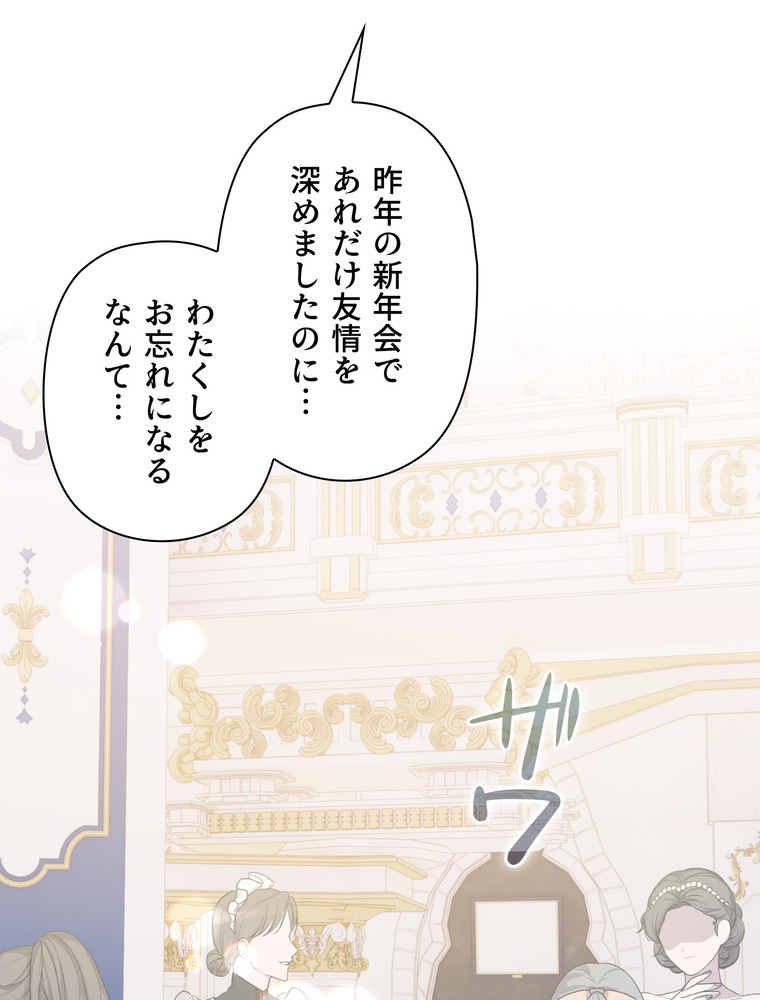 昨年の新年会で
あれだけ友情を
深めましたのに…
わたくしを
お忘れになる
なんて…
ザワ